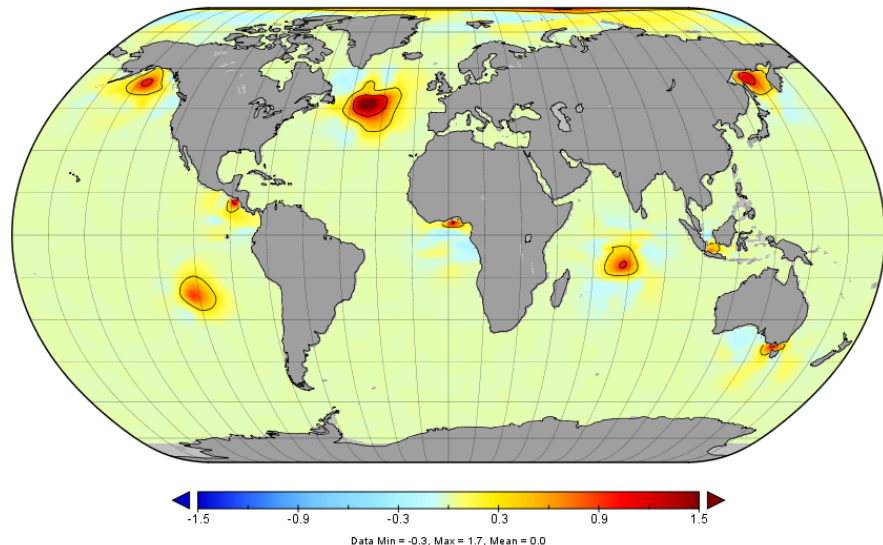 -1.5 -0.9 -0.3 0.3 0.9 1.5
Data Min = -0.3, Max = 1.7, Mean = 0.0